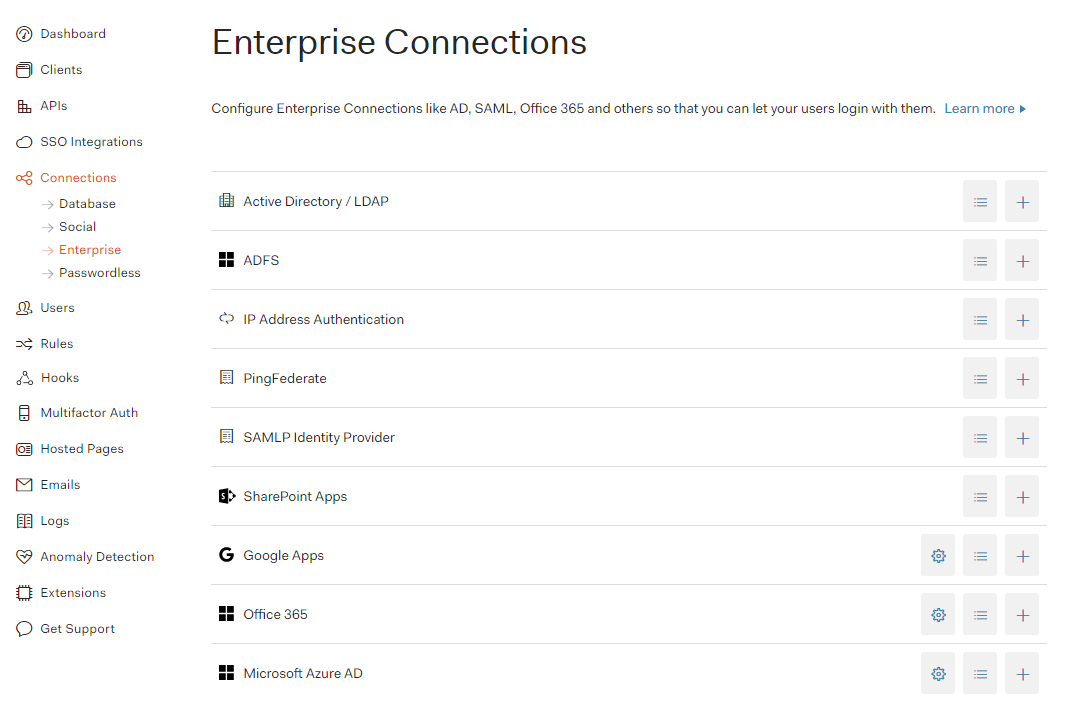 Dashboard
Clients
APIs
SSO Integrations
Connections
Database
Social
Enterprise
Passwordless
Users
Rules
Hooks
Multifactor Auth
Hosted Pages
Emails
Logs
Anomaly Detection
Extensions
Get Support
Enterprise Connections
Configure Enterprise Connections like AD, SAML, Office 365 and others so that you can let your users login with them. Learn more
Active Directory / LDAP
ADFS
IP Address Authentication
PingFederate
SAMLP Identity Provider
SharePoint Apps
Google Apps
Office 365
Microsoft Azure AD